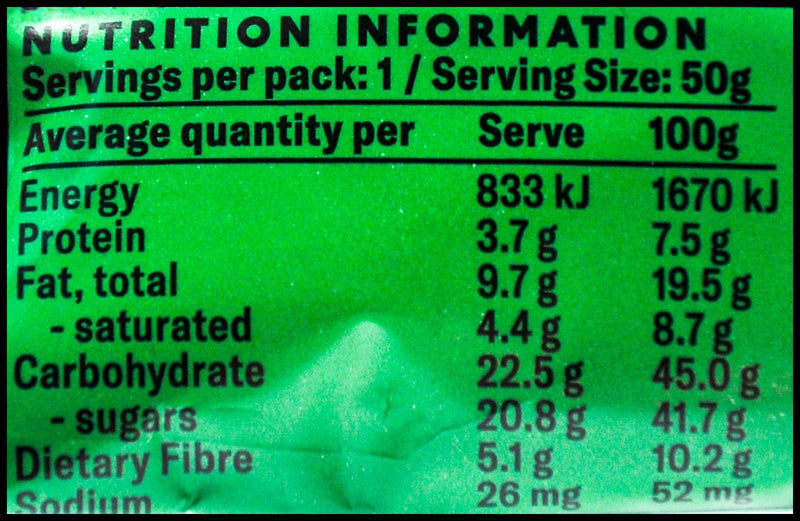 NUTRITION INFORMATION
Servings per pack: 1 / Serving Size: 50g
Average quantity per Serve 100g
Energy 833 kJ 1670 kJ
Protein 3.7 g 7.5 g
Fat, total 9.7 g 19.5 g
- saturated 4.4 g 8.7 g
Carbohydrate 22.5 g 45.0 g
- sugars 20.8 g 41.7 g
Dietary Fibre 5.1 g 10.2 g
Sodium 26 mg 52 mg